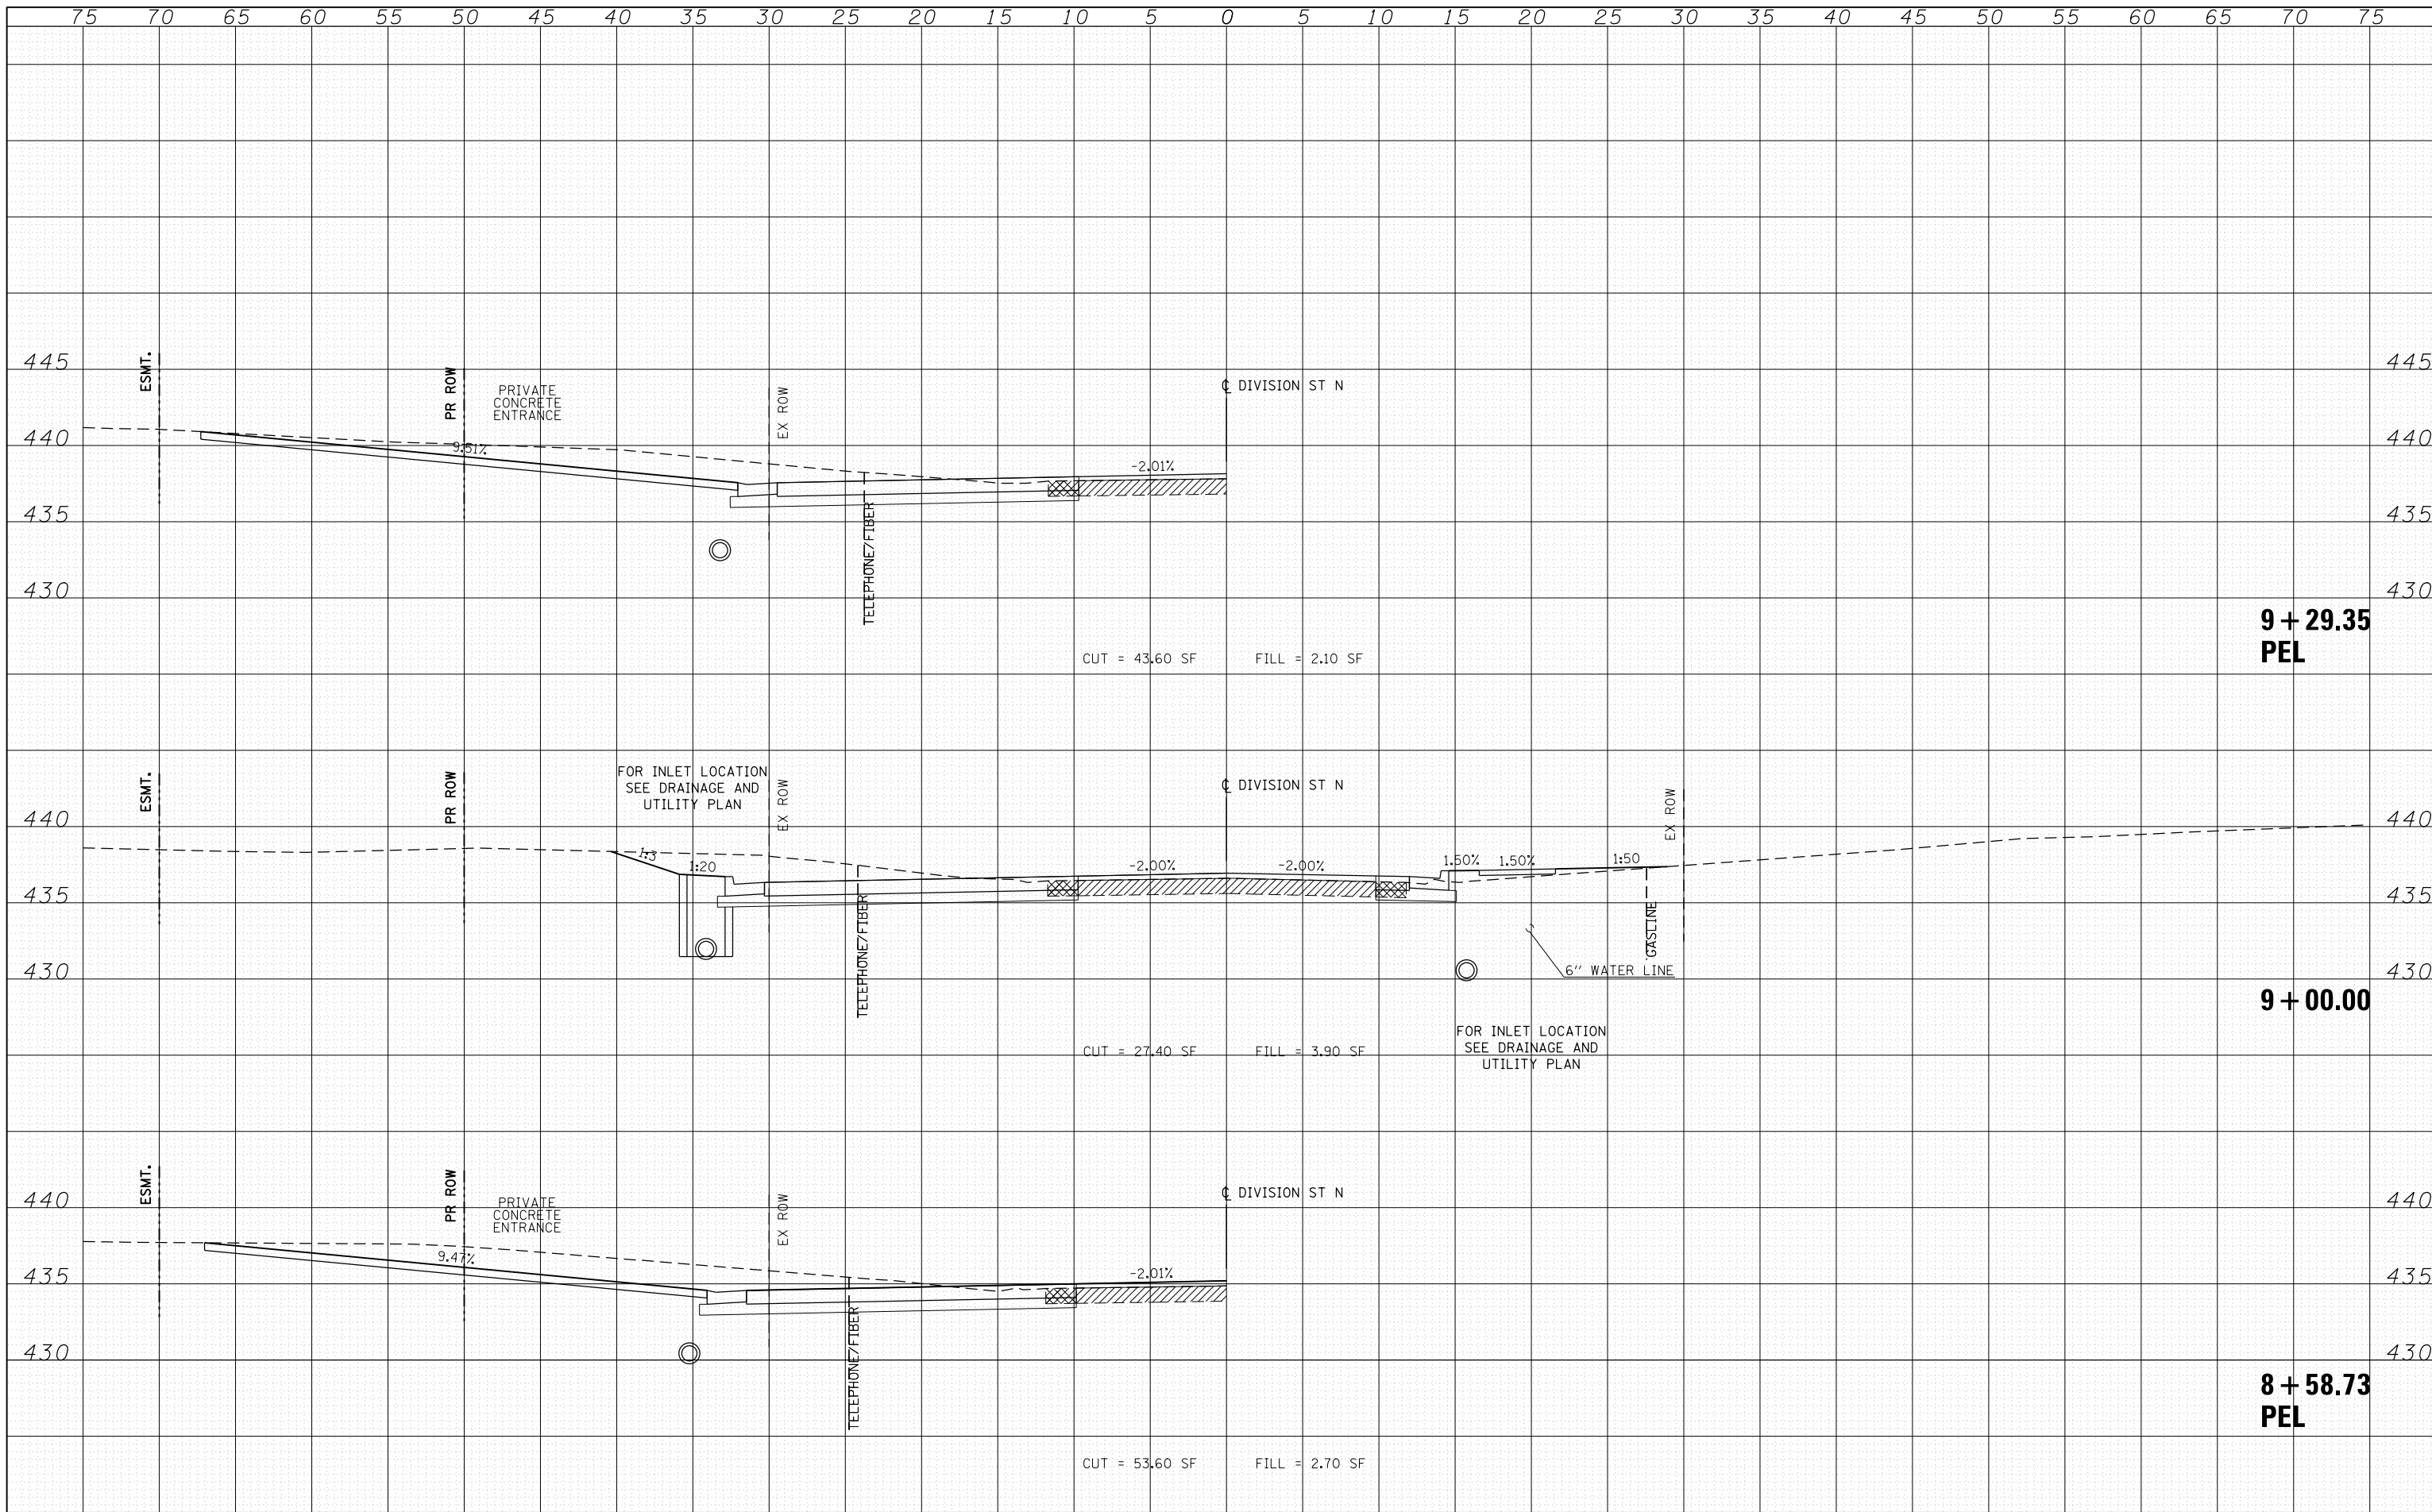 75 70 65 60 55 50 45 40 35 30 25 20 15 10 5 0 5 10 15 20 25 30 35 40 45 50 55 60 65 70 75
445
ESMT.
PR ROW
PRIVATE
CONCRETE
ENTRANCE
EX ROW
℄ DIVISION ST N
445
440
9.51%
-2.01%
440
435
TELEPHONE/FIBER
435
430
430
9+29.35
PEL
CUT = 43.60 SF FILL = 2.10 SF
ESMT.
PR ROW
FOR INLET LOCATION
SEE DRAINAGE AND
UTILITY PLAN
EX ROW
℄ DIVISION ST N
EX ROW
440
440
1:3
1:20
-2.00%
-2.00%
1.50%
1.50%
1:50
435
435
TELEPHONE/FIBER
GASLINE
6" WATER LINE
430
430
9+00.00
FOR INLET LOCATION
SEE DRAINAGE AND
UTILITY PLAN
CUT = 27.40 SF FILL = 3.90 SF
ESMT.
PR ROW
PRIVATE
CONCRETE
ENTRANCE
EX ROW
℄ DIVISION ST N
440
440
9.47%
-2.01%
435
435
TELEPHONE/FIBER
430
430
8+58.73
PEL
CUT = 53.60 SF FILL = 2.70 SF